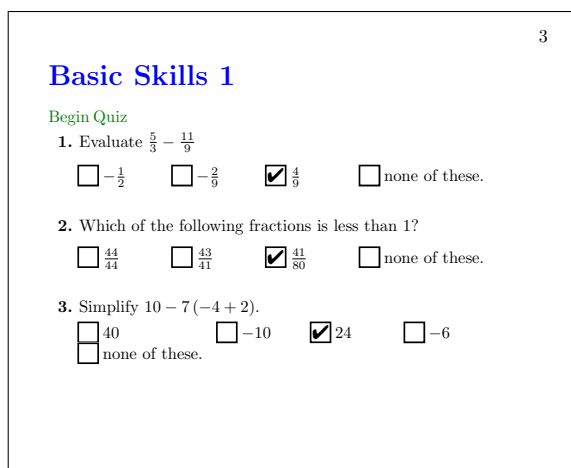 3
Basic Skills 1
Begin Quiz
1. Evaluate 5/3 − 11/9
☐ −1/2 ☐ −2/9 ☑ 4/9 ☐ none of these.
2. Which of the following fractions is less than 1?
☐ 44/44 ☐ 43/41 ☑ 41/80 ☐ none of these.
3. Simplify 10 − 7 (−4 + 2).
☐ 40 ☐ −10 ☑ 24 ☐ −6
☐ none of these.